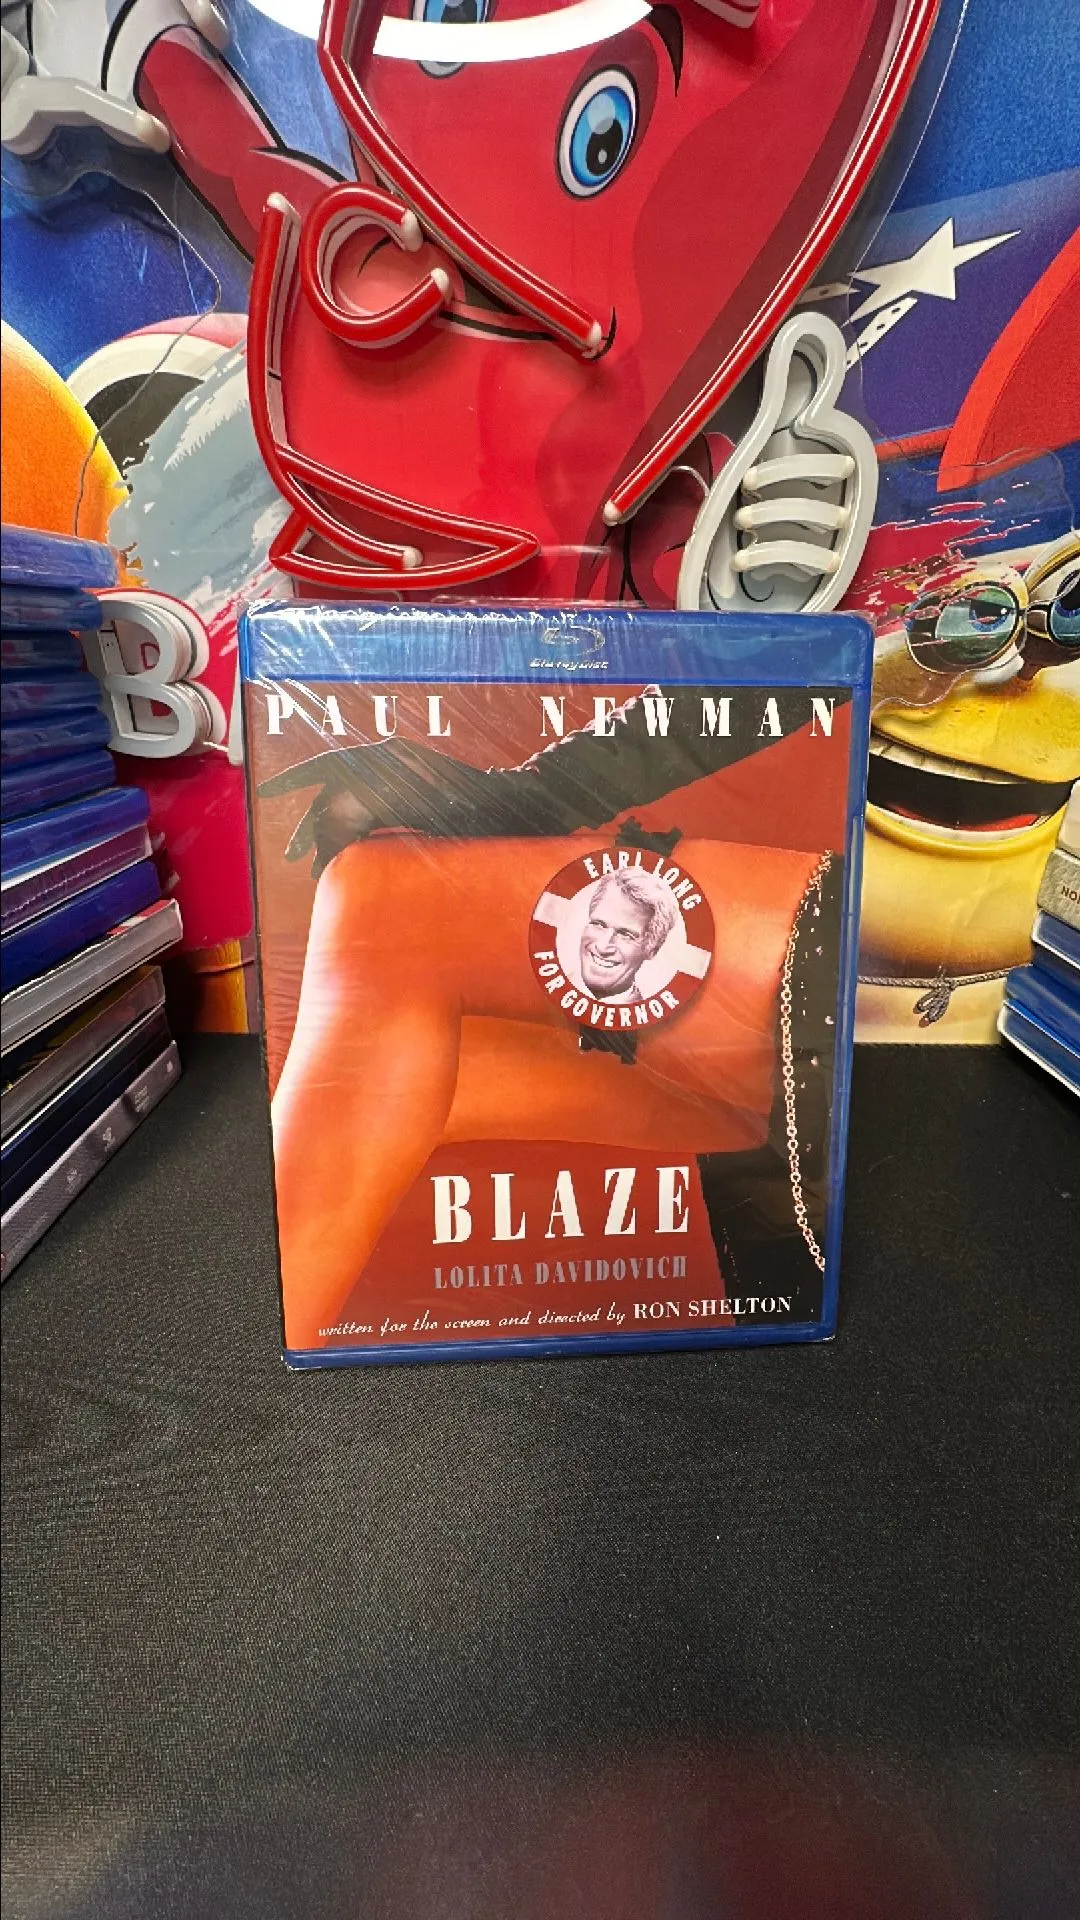 Blu-ray Disc
PAUL NEWMAN
EARL LONG
FOR GOVERNOR
BLAZE
LOLITA DAVIDOVICH
written for the screen and directed by RON SHELTON
B
NO